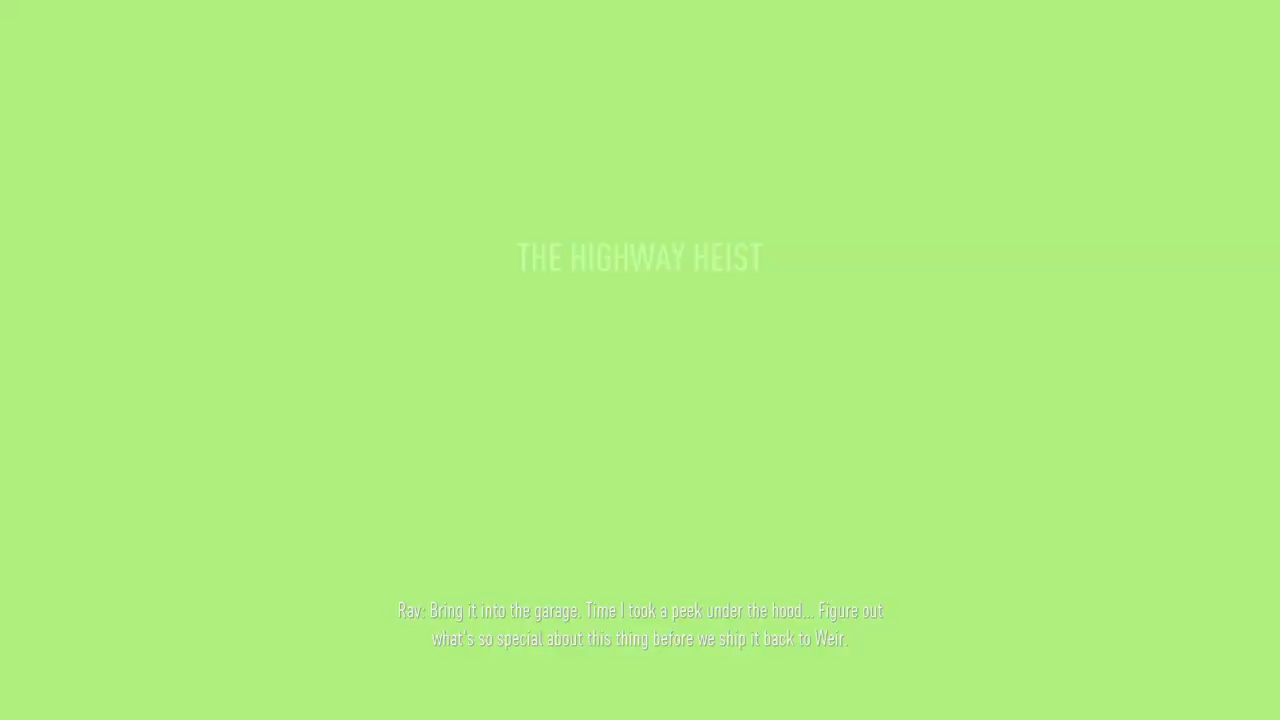 THE HIGHWAY HEIST
Rav: Bring it into the garage. Time I took a peek under the hood... Figure out
what's so special about this thing before we ship it back to Weir.